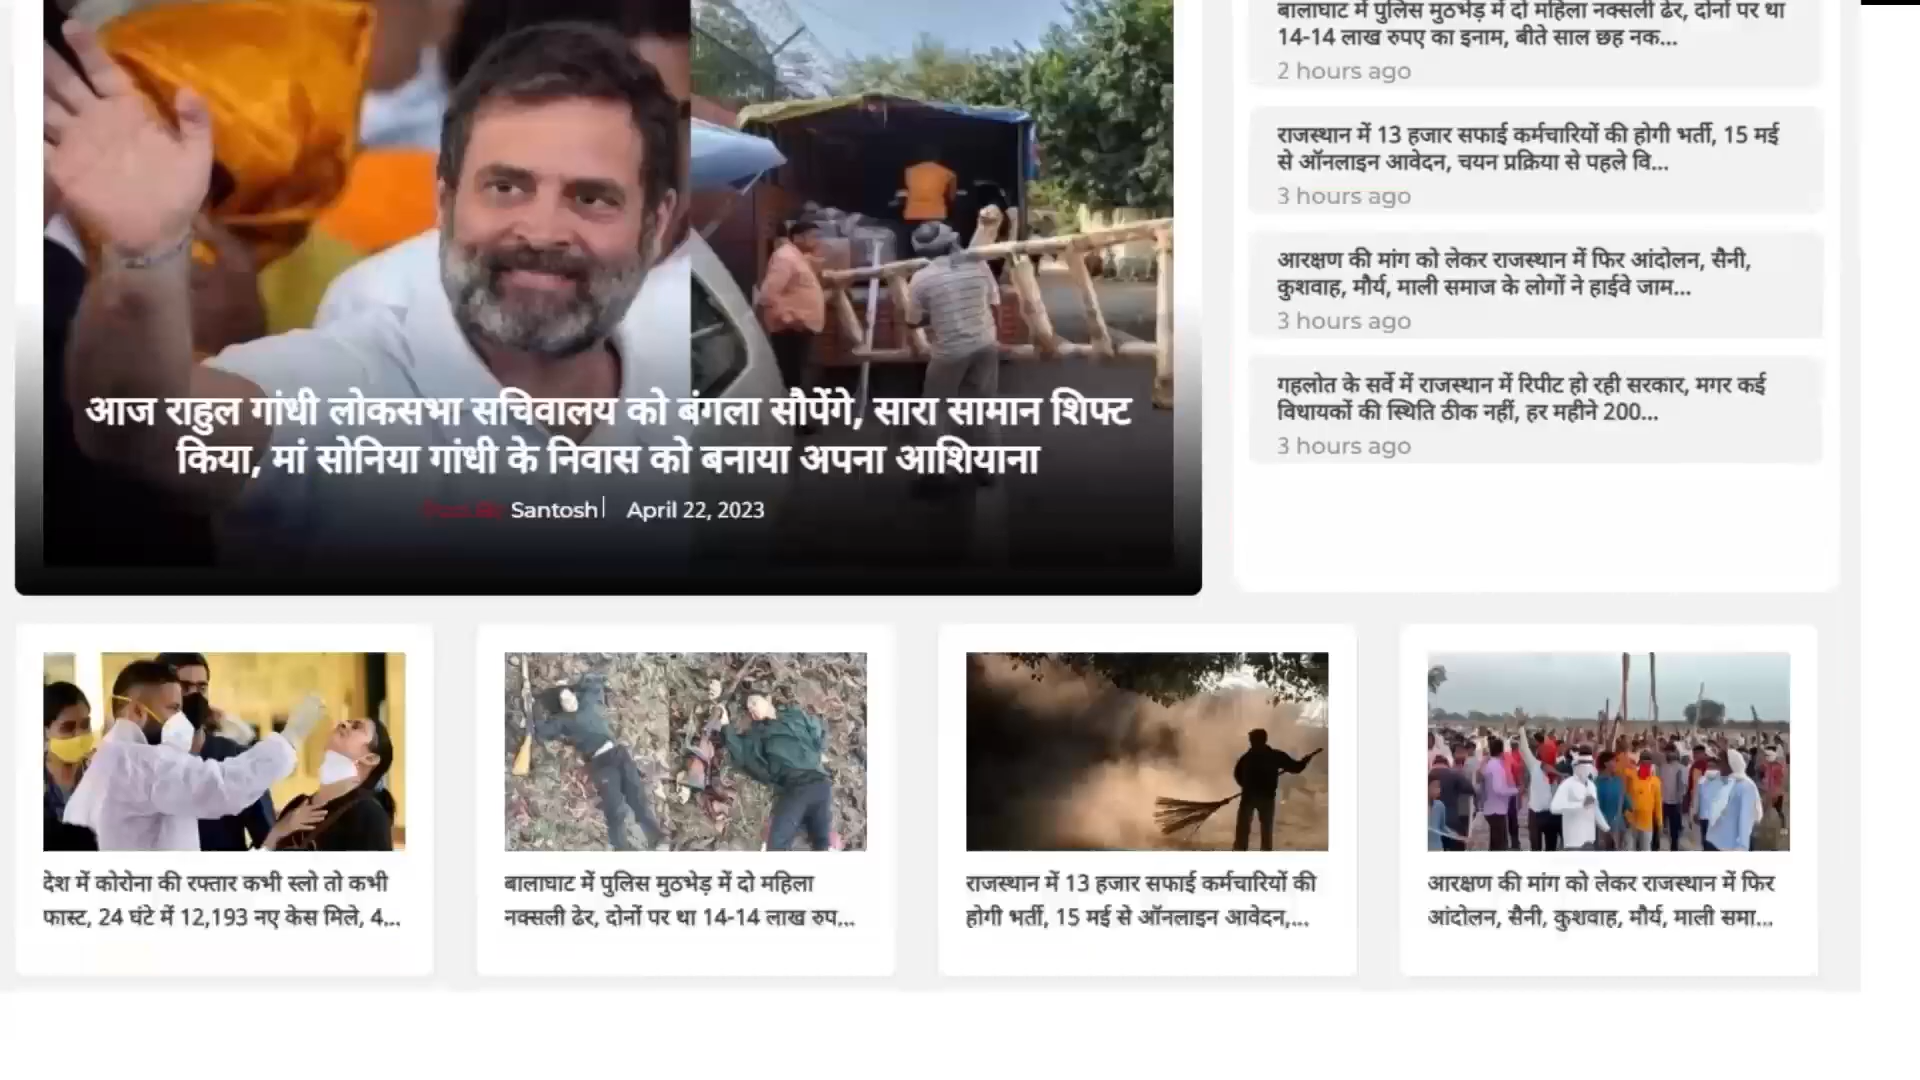 आज राहुल गांधी लोकसभा सचिवालय को बंगला सौपेंगे, सारा सामान शिफ्ट
किया, मां सोनिया गांधी के निवास को बनाया अपना आशियाना
Santosh| April 22, 2023
बालाघाट में पुलिस मुठभेड़ में दो महिला नक्सली ढेर, दोनों पर था
14-14 लाख रुपए का इनाम, बीते साल छह नक...
2 hours ago
राजस्थान में 13 हजार सफाई कर्मचारियों की होगी भर्ती, 15 मई
से ऑनलाइन आवेदन, चयन प्रक्रिया से पहले वि...
3 hours ago
आरक्षण की मांग को लेकर राजस्थान में फिर आंदोलन, सैनी,
कुशवाह, मौर्य, माली समाज के लोगों ने हाईवे जाम...
3 hours ago
गहलोत के सर्वे में राजस्थान में रिपीट हो रही सरकार, मगर कई
विधायकों की स्थिति ठीक नहीं, हर महीने 200...
3 hours ago
देश में कोरोना की रफ्तार कभी स्लो तो कभी
फास्ट, 24 घंटे में 12,193 नए केस मिले, 4...
बालाघाट में पुलिस मुठभेड़ में दो महिला
नक्सली ढेर, दोनों पर था 14-14 लाख रुप...
राजस्थान में 13 हजार सफाई कर्मचारियों की
होगी भर्ती, 15 मई से ऑनलाइन आवेदन,...
आरक्षण की मांग को लेकर राजस्थान में फिर
आंदोलन, सैनी, कुशवाह, मौर्य, माली समा...